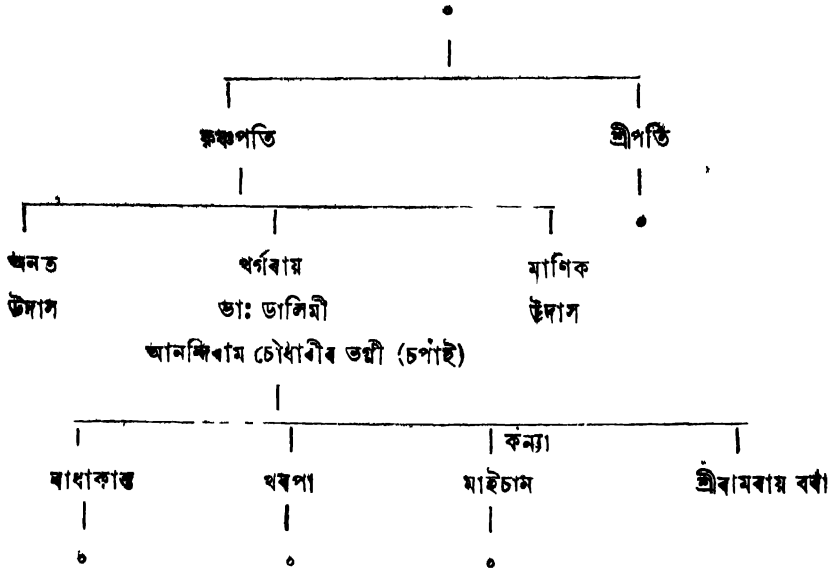 কৃষ্ণপতি শ্ৰীপতি
অনন্ত থৰ্গৰায় মাণিক
উদাস ভা: ডালিমী উদাস
আনন্দিৰাম চৌধাৰীৰ ভগ্নী (চপাই)
কন্যা
ৰাধাকান্ত থৰপা মাইচাম শ্ৰীৰামৰায় বৰ্ষা